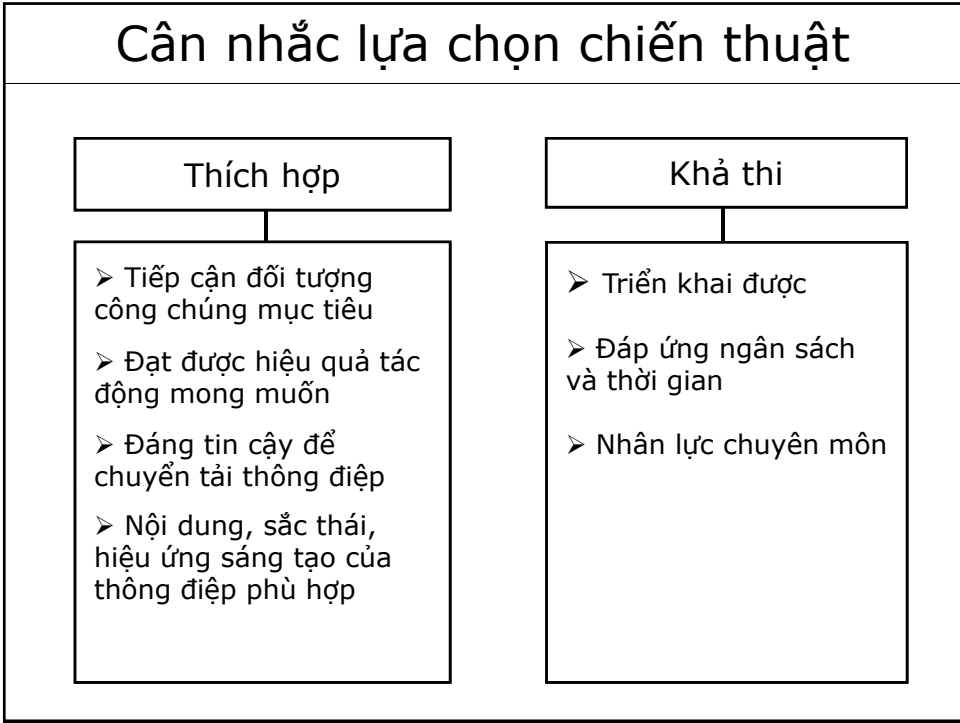 Cân nhắc lựa chọn chiến thuật
Thích hợp
➢ Tiếp cận đối tượng
công chúng mục tiêu
➢ Đạt được hiệu quả tác
động mong muốn
➢ Đáng tin cậy để
chuyển tải thông điệp
➢ Nội dung, sắc thái,
hiệu ứng sáng tạo của
thông điệp phù hợp
Khả thi
➢ Triển khai được
➢ Đáp ứng ngân sách
và thời gian
➢ Nhân lực chuyên môn